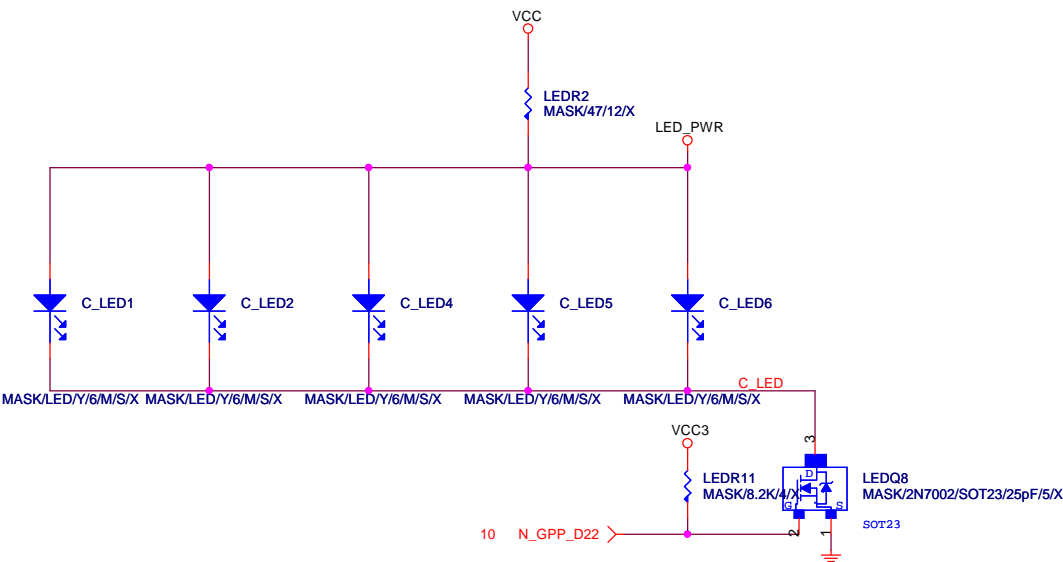 VCC
LEDR2
MASK/47/12/X
LED_PWR
C_LED1
C_LED2
C_LED4
C_LED5
C_LED6
C_LED
MASK/LED/Y/6/M/S/X
MASK/LED/Y/6/M/S/X
MASK/LED/Y/6/M/S/X
MASK/LED/Y/6/M/S/X
MASK/LED/Y/6/M/S/X
VCC3
3
LEDR11
MASK/8.2K/4/X
D
G
S
LEDQ8
MASK/2N7002/SOT23/25pF/5/X
SOT23
10 N_GPP_D22
2
1